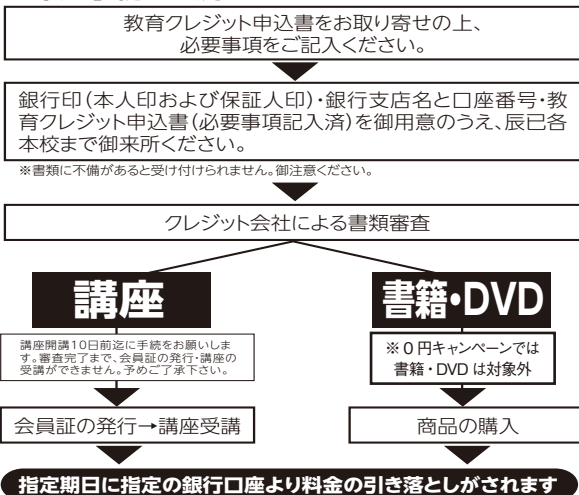 教育クレジット申込書をお取り寄せの上、
必要事項をご記入ください。
銀行印(本人印および保証人印)・銀行支店名と口座番号・教
育クレジット申込書(必要事項記入済)を御用意のうえ、辰已各
本校まで御来所ください。
※書類に不備があると受け付けられません。御注意ください。
クレジット会社による書類審査
講座
講座開講10日前迄に手続をお願いしま
す。審査完了まで、会員証の発行・講座の
受講ができません。予めご了承下さい。
会員証の発行→講座受講
書籍・DVD
※0円キャンペーンでは
書籍・DVDは対象外
商品の購入
指定期日に指定の銀行口座より料金の引き落としがされます